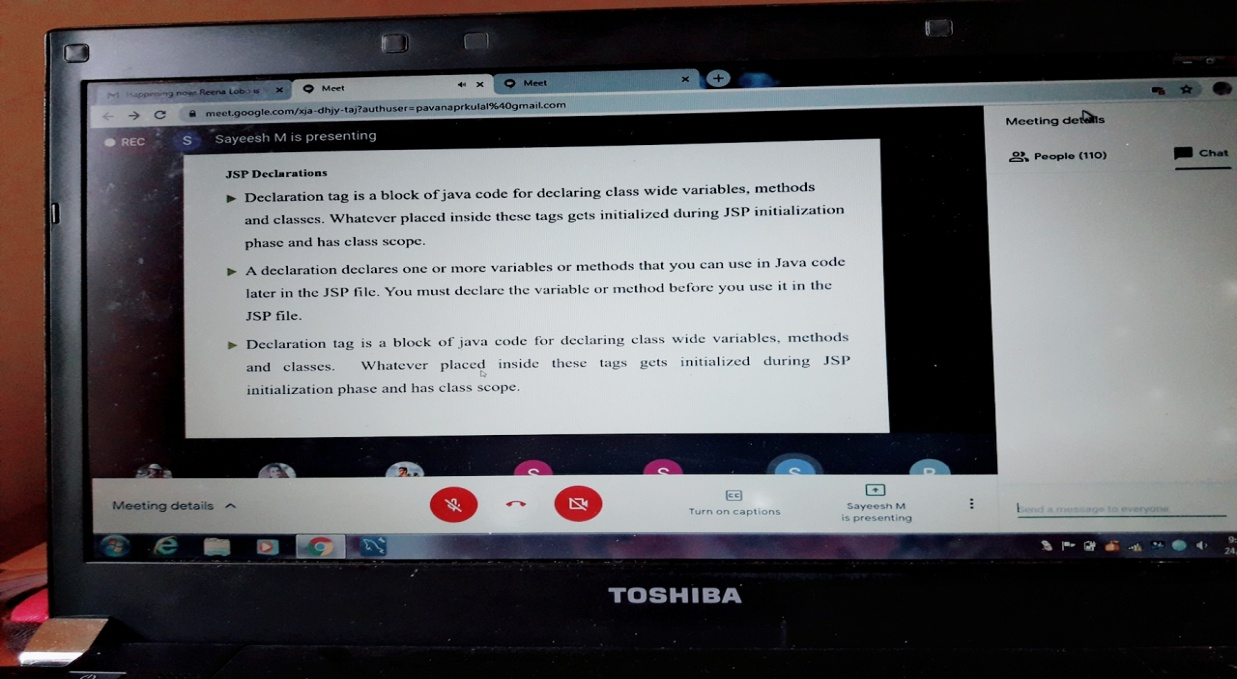 Happening now: Reena Lobo is
Meet
Meet
meet.google.com/xja-dhjy-taj?authuser=pavanaprkulal%40gmail.com
REC
S
Sayeesh M is presenting
Meeting details
People (110)
Chat
JSP Declarations
▶ Declaration tag is a block of java code for declaring class wide variables, methods
and classes. Whatever placed inside these tags gets initialized during JSP initialization
phase and has class scope.
▶ A declaration declares one or more variables or methods that you can use in Java code
later in the JSP file. You must declare the variable or method before you use it in the
JSP file.
▶ Declaration tag is a block of java code for declaring class wide variables, methods
and classes. Whatever placed inside these tags gets initialized during JSP
initialization phase and has class scope.
S
S
S
Meeting details
CC
Turn on captions
Sayeesh M
is presenting
Send a message to everyone
TOSHIBA